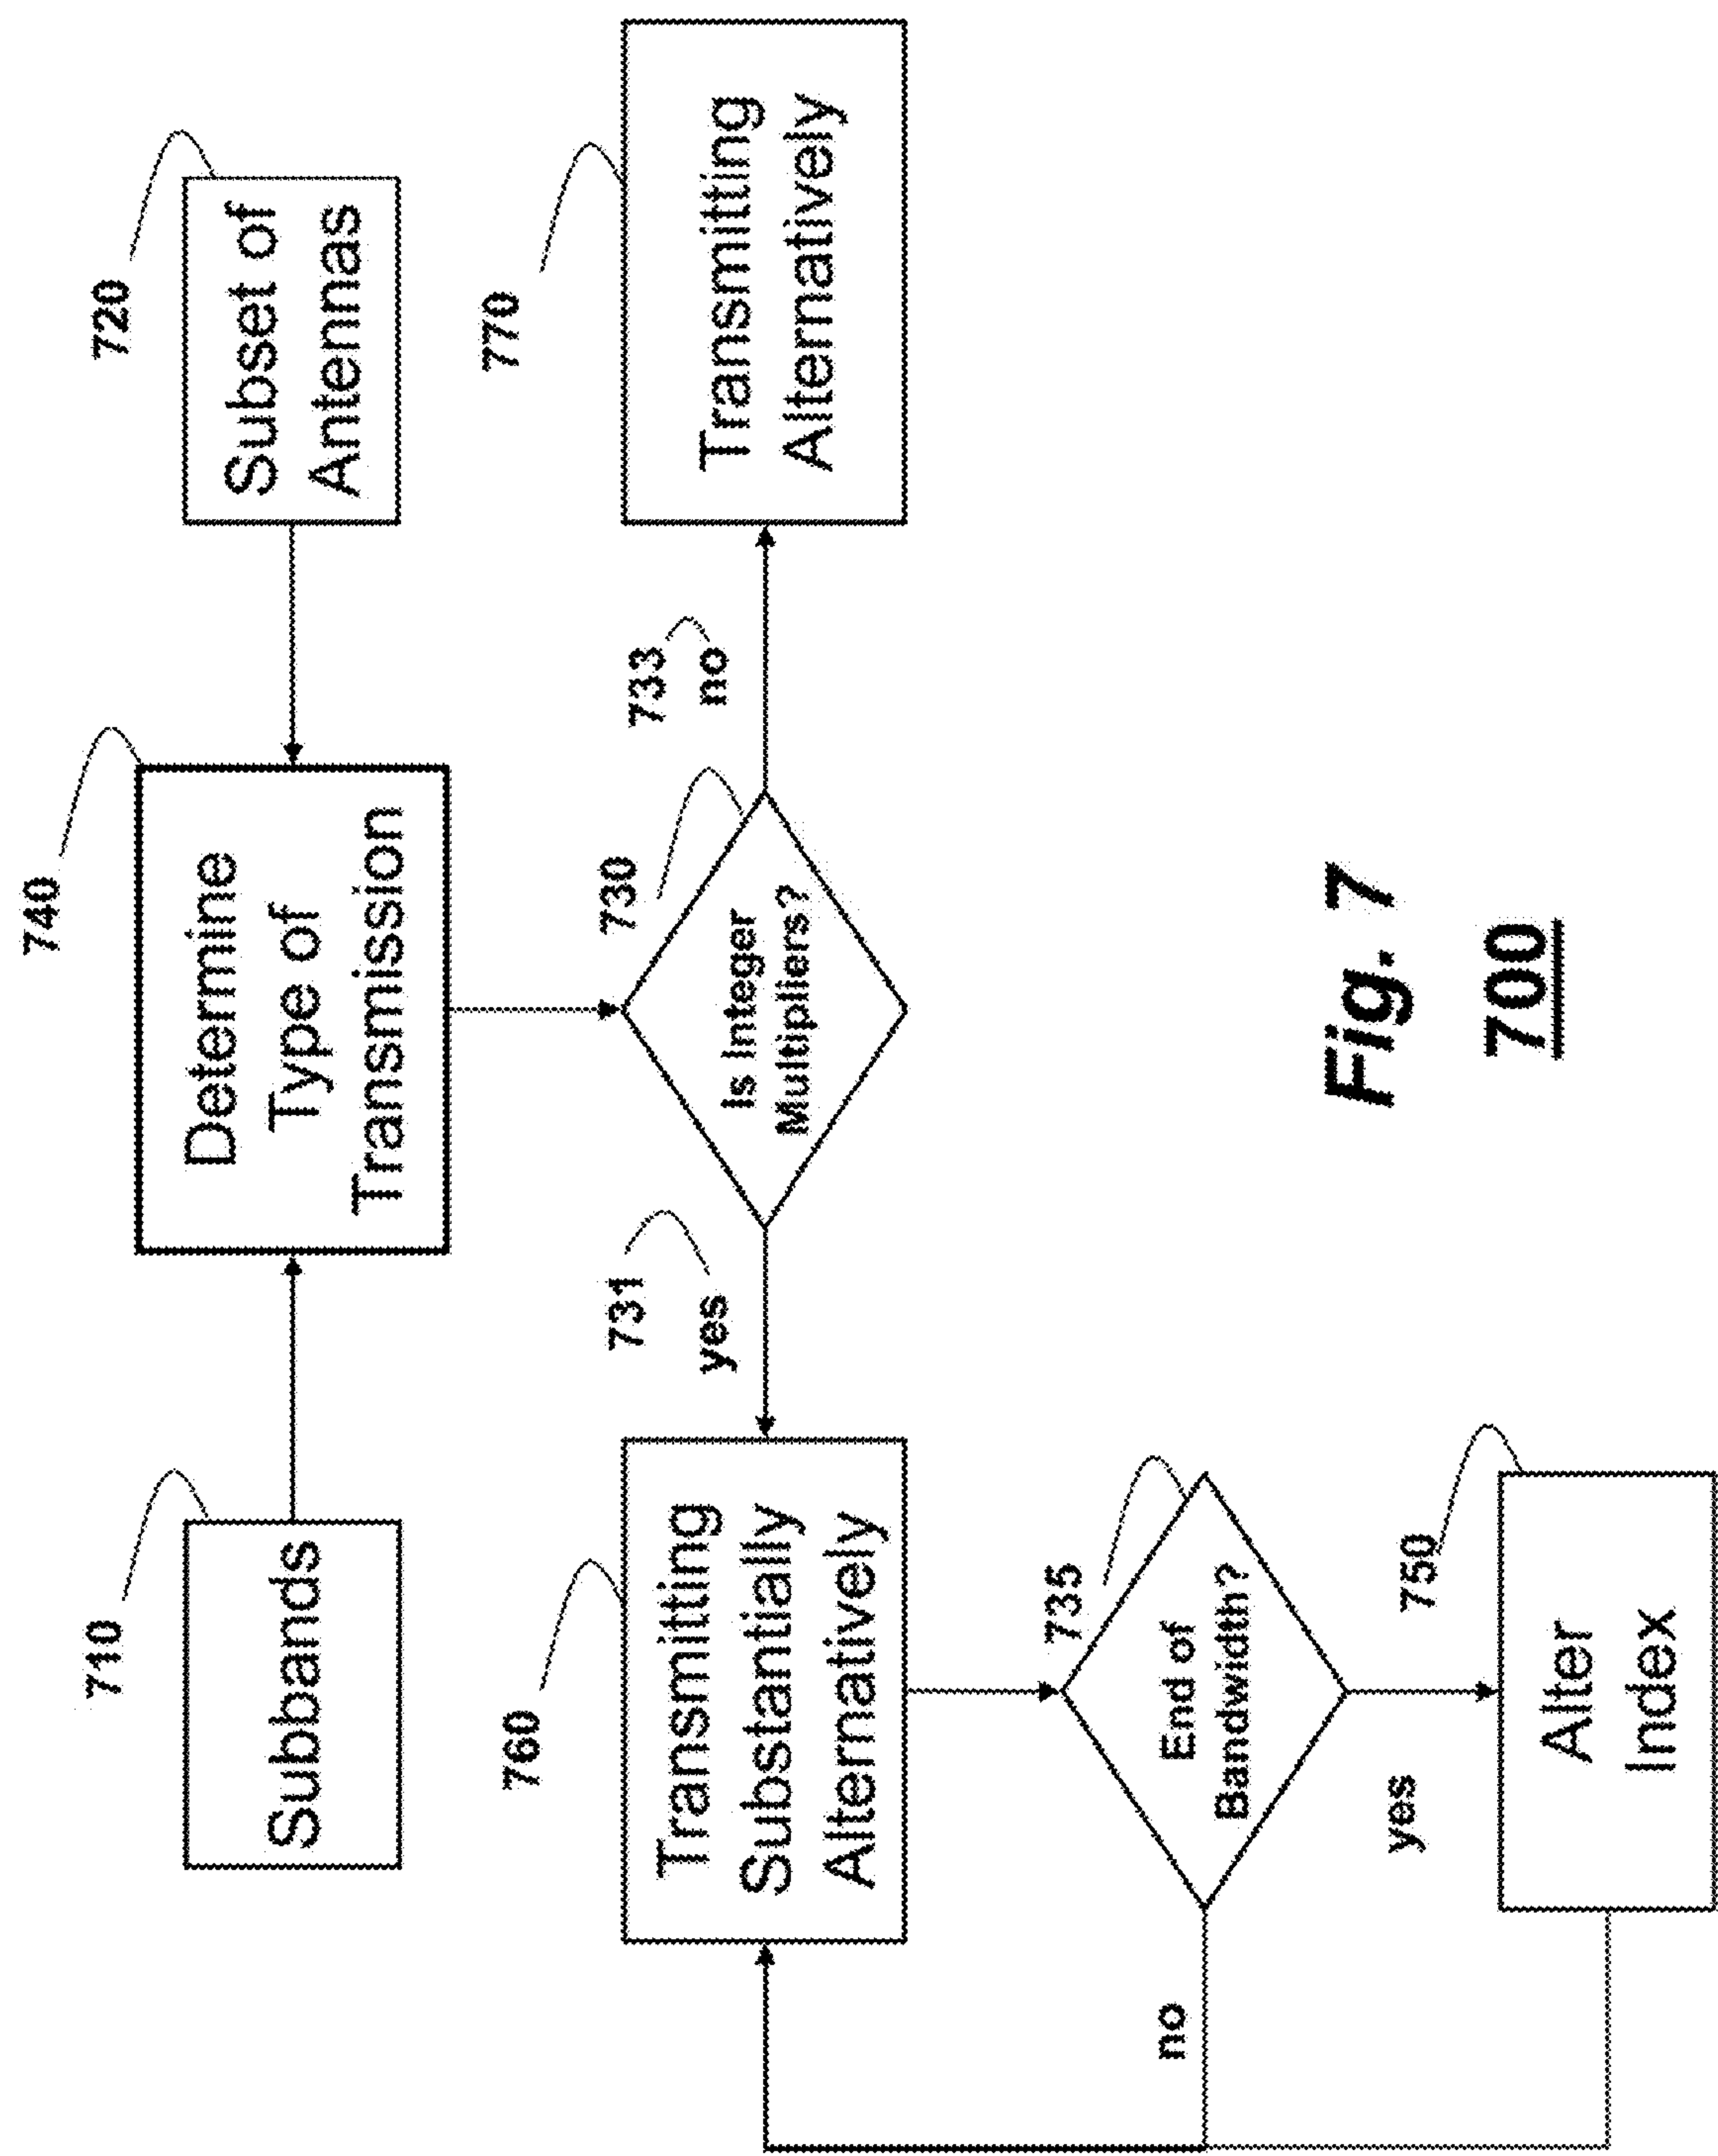 740
710
720
Subbands
Determine
Type of
Transmission
Subset of
Antennas
760
731
yes
730
733
no
770
Transmitting
Substantially
Alternatively
Is Integer
Multipliers?
Transmitting
Alternatively
735
End of
Bandwidth?
no
yes
750
Alter
Index
Fig. 7
700